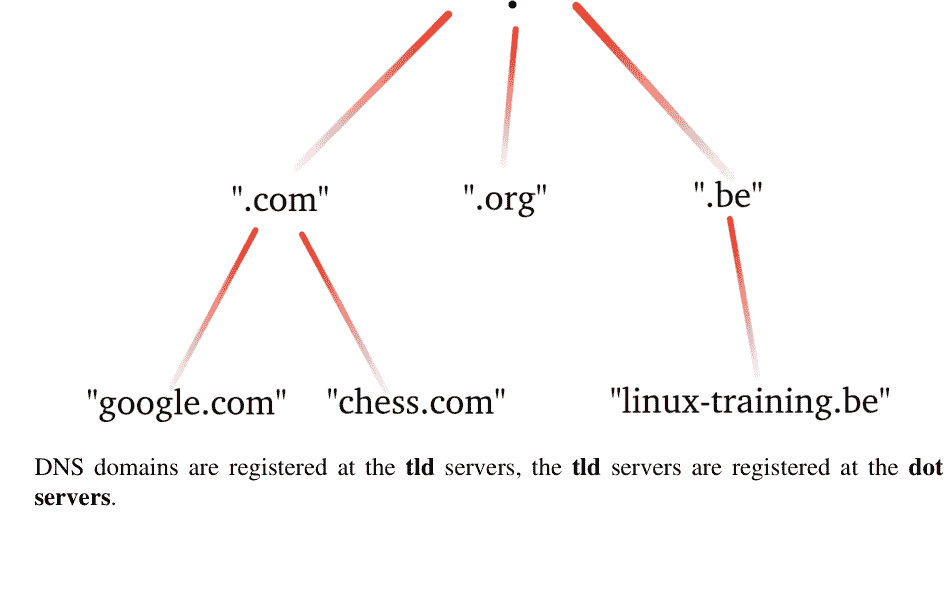 .
".com" ".org" ".be"
"google.com" "chess.com" "linux-training.be"
DNS domains are registered at the tld servers, the tld servers are registered at the dot
servers.